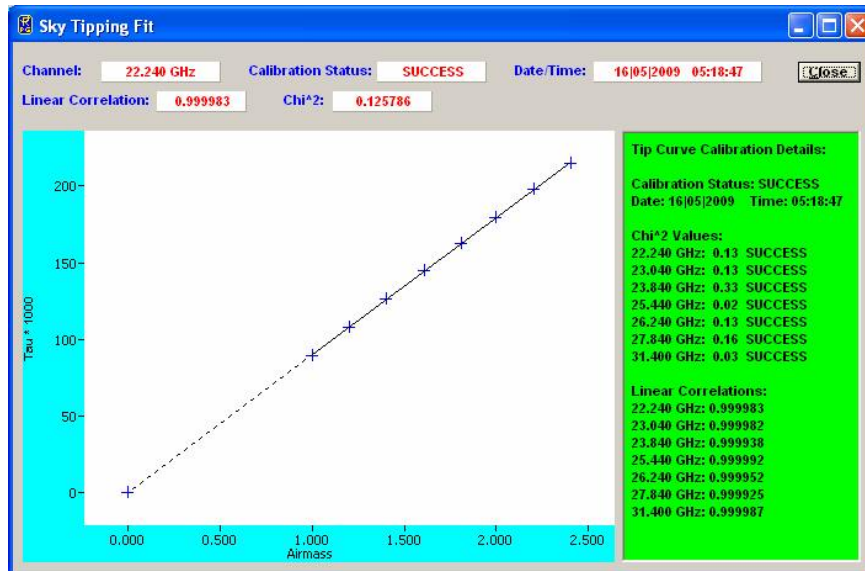 Sky Tipping Fit
Channel: 22.240 GHz Calibration Status: SUCCESS Date/Time: 16|05|2009 05:18:47 Close
Linear Correlation: 0.999983 Chi^2: 0.125786
Tau * 1000
200
150
100
50
0
0.000 0.500 1.000 1.500 2.000 2.500
Airmass
Tip Curve Calibration Details:
Calibration Status: SUCCESS
Date: 16|05|2009 Time: 05:18:47
Chi^2 Values:
22.240 GHz: 0.13 SUCCESS
23.040 GHz: 0.13 SUCCESS
23.840 GHz: 0.33 SUCCESS
25.440 GHz: 0.02 SUCCESS
26.240 GHz: 0.13 SUCCESS
27.840 GHz: 0.16 SUCCESS
31.400 GHz: 0.03 SUCCESS
Linear Correlations:
22.240 GHz: 0.999983
23.040 GHz: 0.999982
23.840 GHz: 0.999938
25.440 GHz: 0.999992
26.240 GHz: 0.999952
27.840 GHz: 0.999925
31.400 GHz: 0.999987